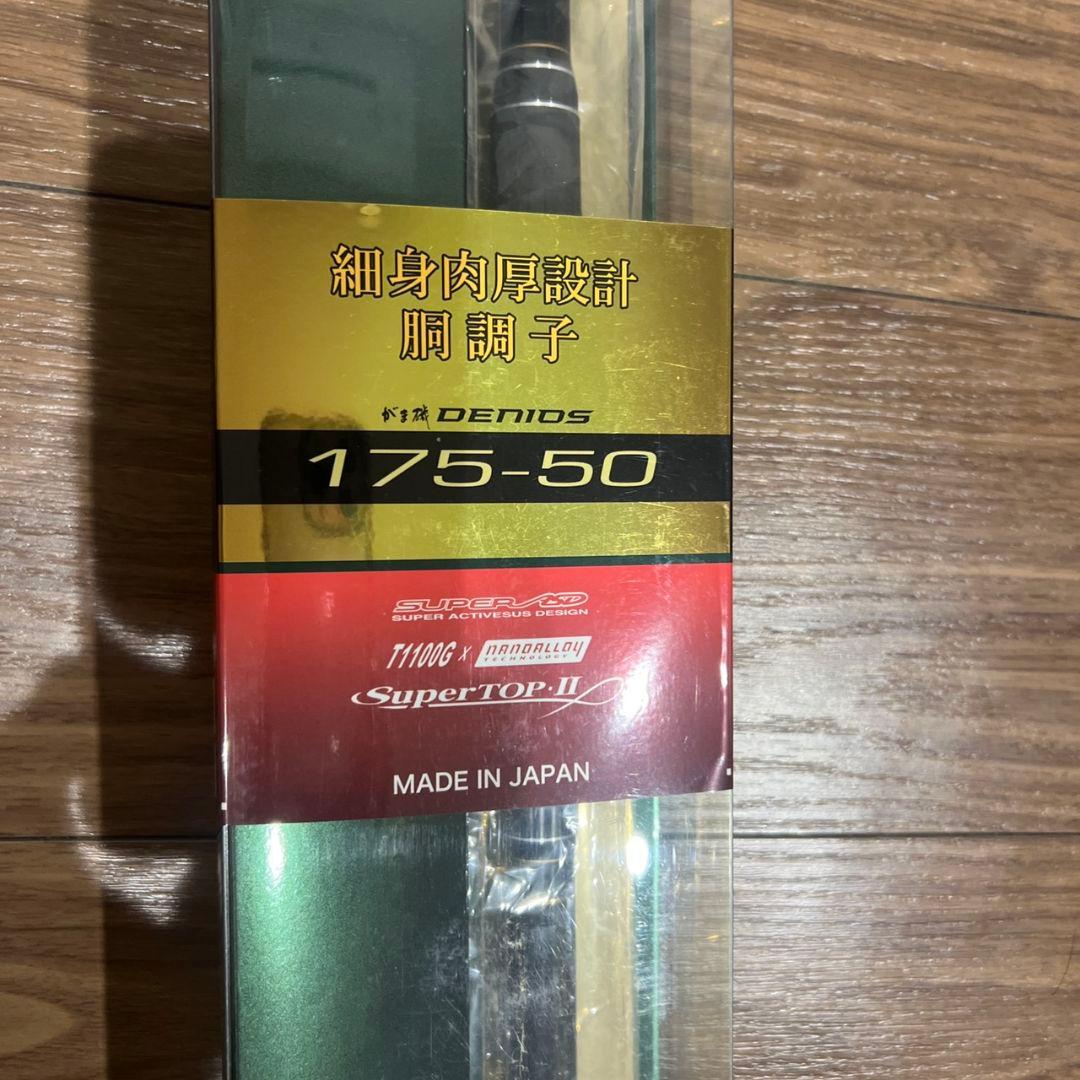 細身肉厚設計
胴調子
がま磯 DENIOS
175-50
SUPER ASD
SUPER ACTIVESUS DESIGN
T1100G x NANOALLOY
TECHNOLOGY
SuperTOP・II
MADE IN JAPAN